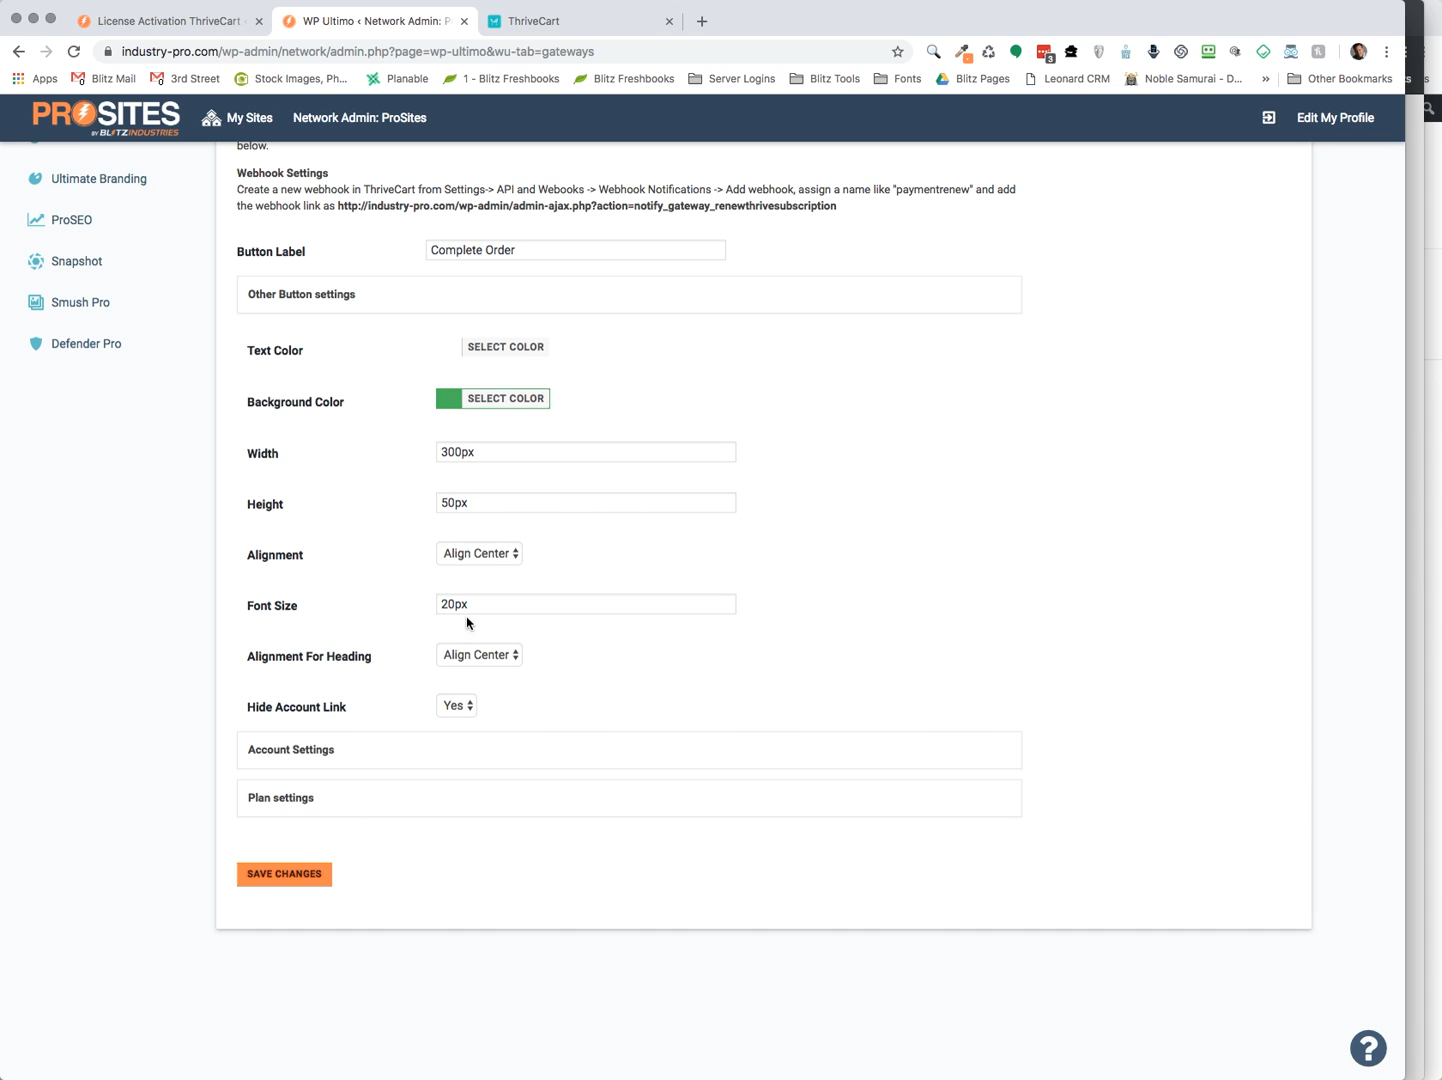 License Activation ThriveCart
WP Ultimo ‹ Network Admin: P
ThriveCart
industry-pro.com/wp-admin/network/admin.php?page=wp-ultimo&wu-tab=gateways
3
Apps
Blitz Mail
3rd Street
Stock Images, Ph...
Planable
1 - Blitz Freshbooks
Blitz Freshbooks
Server Logins
Blitz Tools
Fonts
Blitz Pages
Leonard CRM
Noble Samurai - D...
»
Other Bookmarks
PROSITES
BY BLITZINDUSTRIES
My Sites
Network Admin: ProSites
Edit My Profile
Ultimate Branding
ProSEO
Snapshot
Smush Pro
Defender Pro
below.
Webhook Settings
Create a new webhook in ThriveCart from Settings-> API and Webooks -> Webhook Notifications -> Add webhook, assign a name like "paymentrenew" and add
the webhook link as http://industry-pro.com/wp-admin/admin-ajax.php?action=notify_gateway_renewthrivesubscription
Button Label
Complete Order
Other Button settings
Text Color
SELECT COLOR
Background Color
SELECT COLOR
Width
300px
Height
50px
Alignment
Align Center
Font Size
20px
Alignment For Heading
Align Center
Hide Account Link
Yes
Account Settings
Plan settings
SAVE CHANGES
?